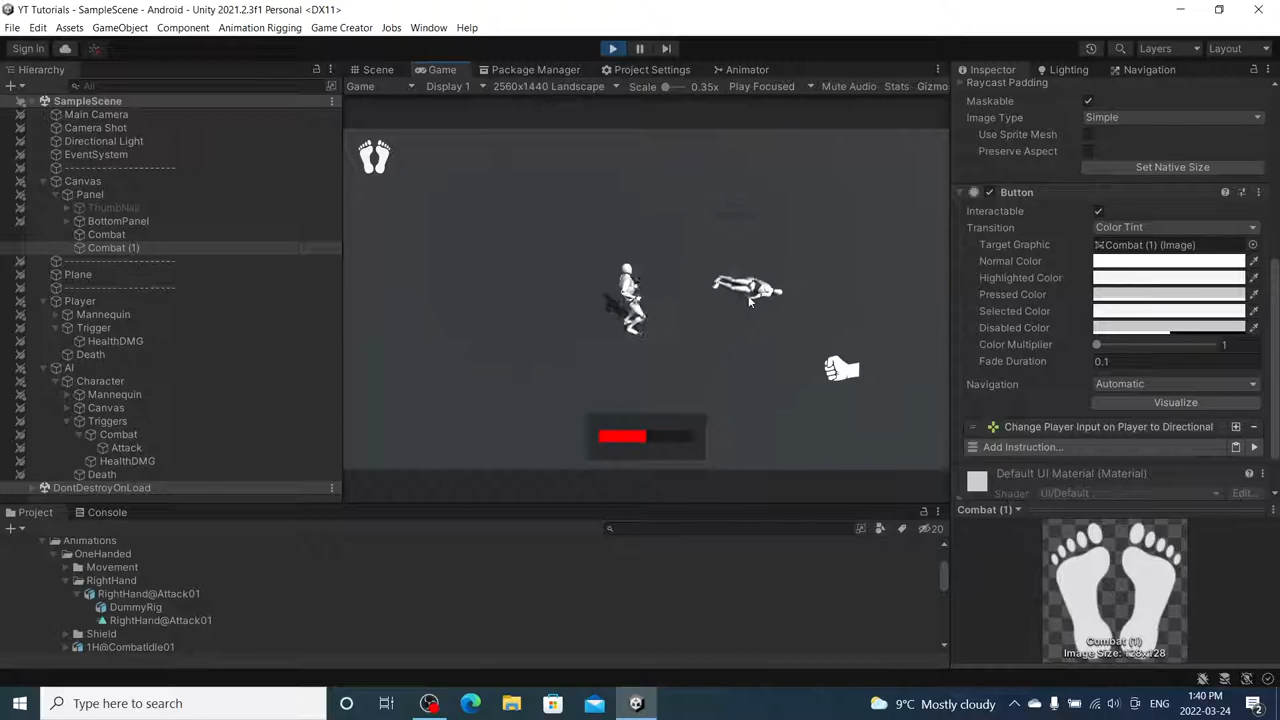 YT Tutorials - SampleScene - Android - Unity 2021.2.3f1 Personal <DX11>
File Edit Assets GameObject Component Animation Rigging Game Creator Jobs Window Help
Sign In
Layers
Layout
Hierarchy
All
SampleScene
Main Camera
Camera Shot
Directional Light
EventSystem
--------------------
Canvas
Panel
ThumbNail
BottomPanel
Combat
Combat (1)
--------------------
Plane
--------------------
Player
Mannequin
Trigger
HealthDMG
Death
AI
Character
Mannequin
Canvas
Triggers
Combat
Attack
HealthDMG
Death
DontDestroyOnLoad
Scene Game Package Manager Project Settings Animator
Game Display 1 2560x1440 Landscape Scale 0.35x Play Focused Mute Audio Stats Gizmo
Inspector Lighting Navigation
Raycast Padding
Maskable
Image Type Simple
Use Sprite Mesh
Preserve Aspect
Set Native Size
Button
Interactable
Transition Color Tint
Target Graphic Combat (1) (Image)
Normal Color
Highlighted Color
Pressed Color
Selected Color
Disabled Color
Color Multiplier 1
Fade Duration 0.1
Navigation Automatic
Visualize
Change Player Input on Player to Directional
Add Instruction...
Default UI Material (Material)
Shader UI/Default Edit...
Combat (1)
Combat (1)
Image Size: 128x128
Project Console
20
Animations
OneHanded
Movement
RightHand
RightHand@Attack01
DummyRig
RightHand@Attack01
Shield
1H@CombatIdle01
Type here to search
9°C Mostly cloudy
ENG
1:40 PM
2022-03-24
2